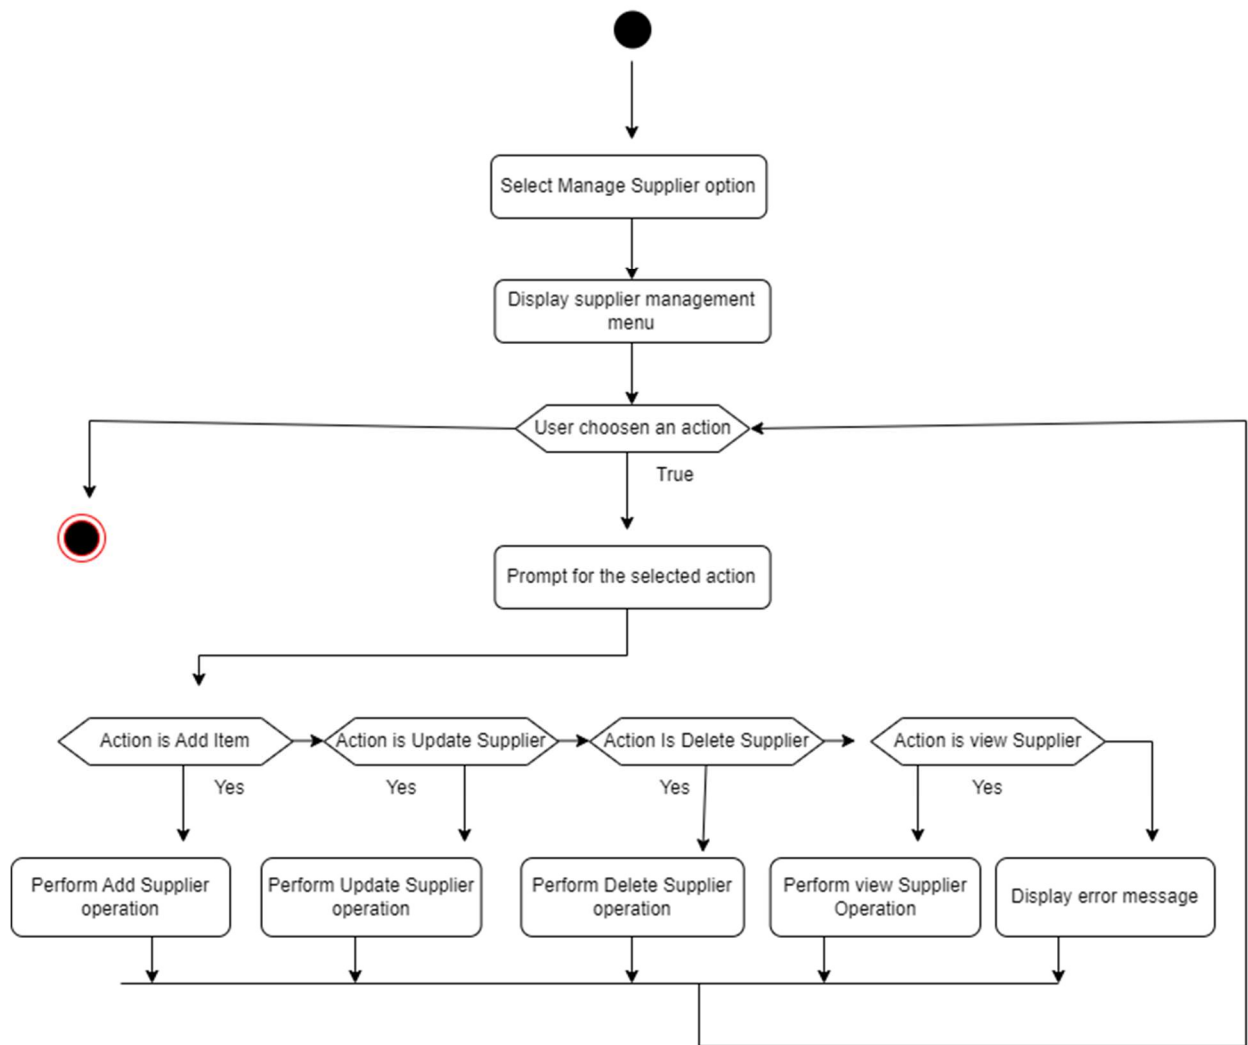 Select Manage Supplier option
Display supplier management
menu
User choosen an action
True
Prompt for the selected action
Action is Add Item
Action is Update Supplier
Action Is Delete Supplier
Action is view Supplier
Yes
Yes
Yes
Yes
Perform Add Supplier
operation
Perform Update Supplier
operation
Perform Delete Supplier
operation
Perform view Supplier
Operation
Display error message